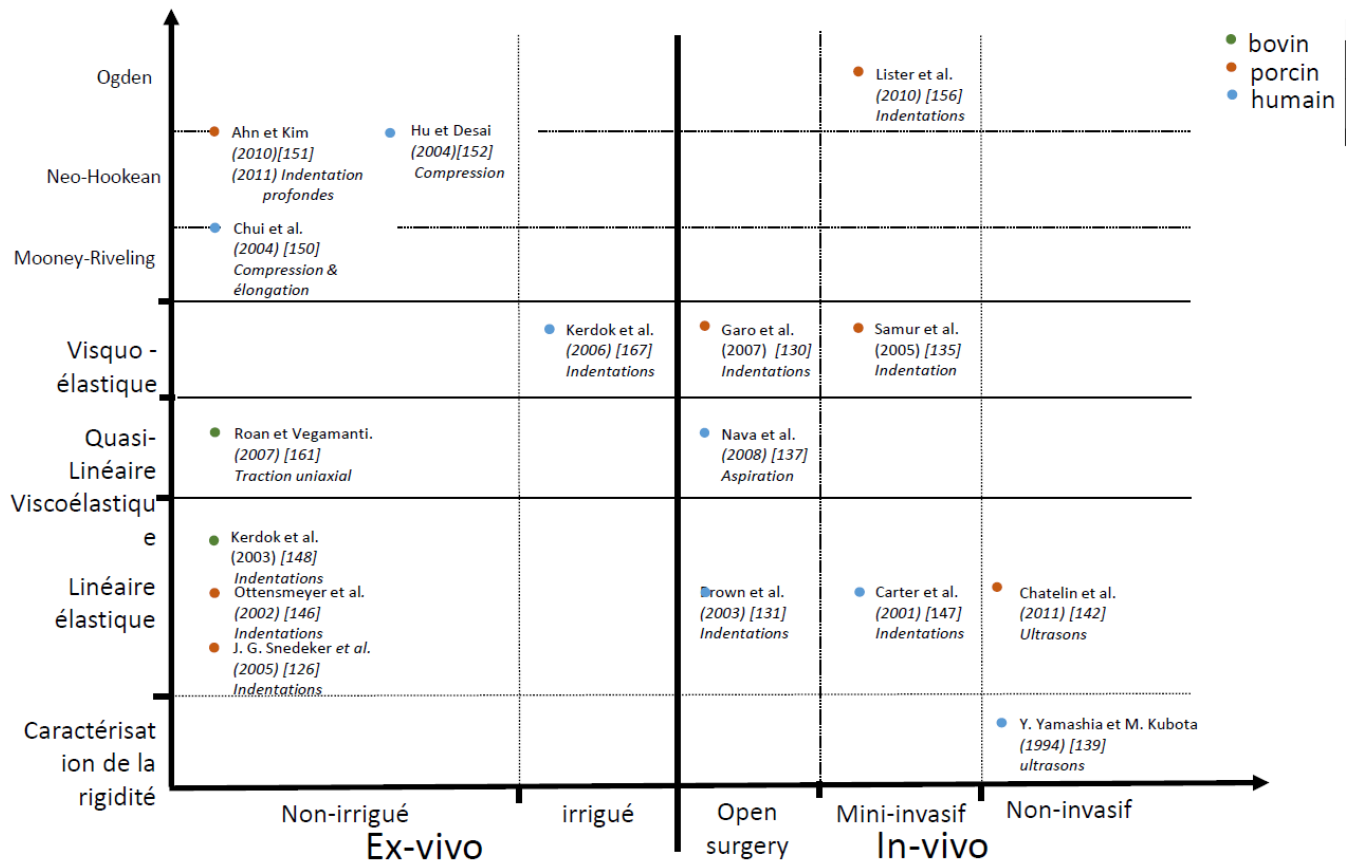 bovin
porcin
humain
Ogden
Lister et al.
(2010) [156]
Indentations
Neo-Hookean
Ahn et Kim
(2010)[151]
(2011) Indentation
profondes
Hu et Desai
(2004)[152]
Compression
Mooney-Riveling
Chui et al.
(2004) [150]
Compression &
élongation
Visquo -
élastique
Kerdok et al.
(2006) [167]
Indentations
Garo et al.
(2007) [130]
Indentations
Samur et al.
(2005) [135]
Indentation
Quasi-
Linéaire
Viscoélastiqu
e
Roan et Vegamanti.
(2007) [161]
Traction uniaxial
Nava et al.
(2008) [137]
Aspiration
Linéaire
élastique
Kerdok et al.
(2003) [148]
Indentations
Ottensmeyer et al.
(2002) [146]
Indentations
J. G. Snedeker et al.
(2005) [126]
Indentations
Brown et al.
(2003) [131]
Indentations
Carter et al.
(2001) [147]
Indentations
Chatelin et al.
(2011) [142]
Ultrasons
Caractérisat
ion de la
rigidité
Y. Yamashia et M. Kubota
(1994) [139]
ultrasons
Non-irrigué
irrigué
Open
surgery
Mini-invasif
Non-invasif
Ex-vivo
In-vivo